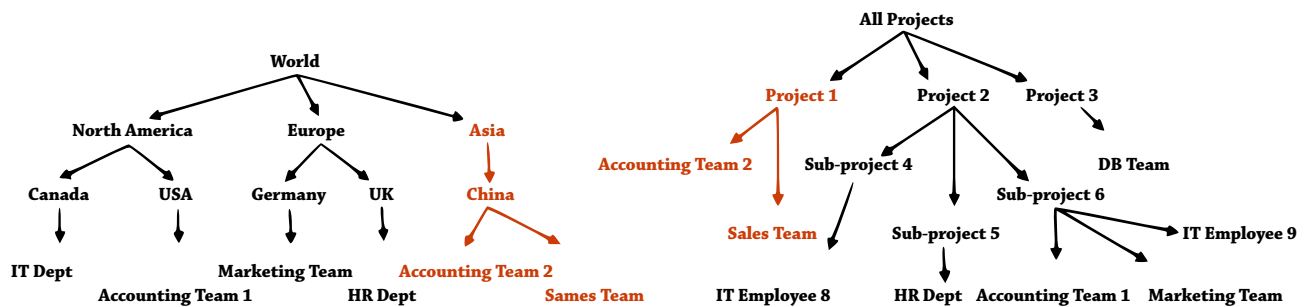 World
North America
Europe
Asia
Canada
USA
Germany
UK
China
IT Dept
Accounting Team 1
Marketing Team
HR Dept
Accounting Team 2
Sames Team
All Projects
Project 1
Project 2
Project 3
Accounting Team 2
Sub-project 4
DB Team
Sub-project 6
Sales Team
Sub-project 5
IT Employee 9
IT Employee 8
HR Dept
Accounting Team 1
Marketing Team